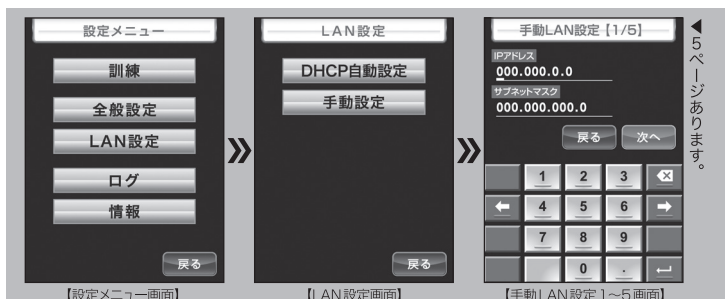 設定メニュー
訓練
全般設定
LAN設定
ログ
情報
戻る
【設定メニュー画面】
LAN設定
DHCP自動設定
手動設定
戻る
【LAN設定画面】
手動LAN設定【1/5】
IPアドレス
000.000.0.0
サブネットマスク
000.000.000.0
戻る 次へ
1 2 3
← 4 5 6 →
7 8 9
0 .
【手動LAN設定1~5画面】
◀5ページあります。